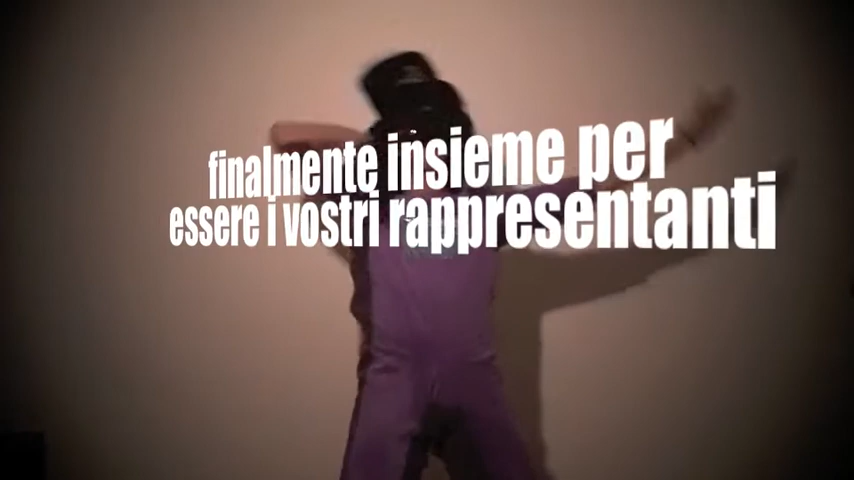 finalmente insieme per
essere i vostri rappresentanti